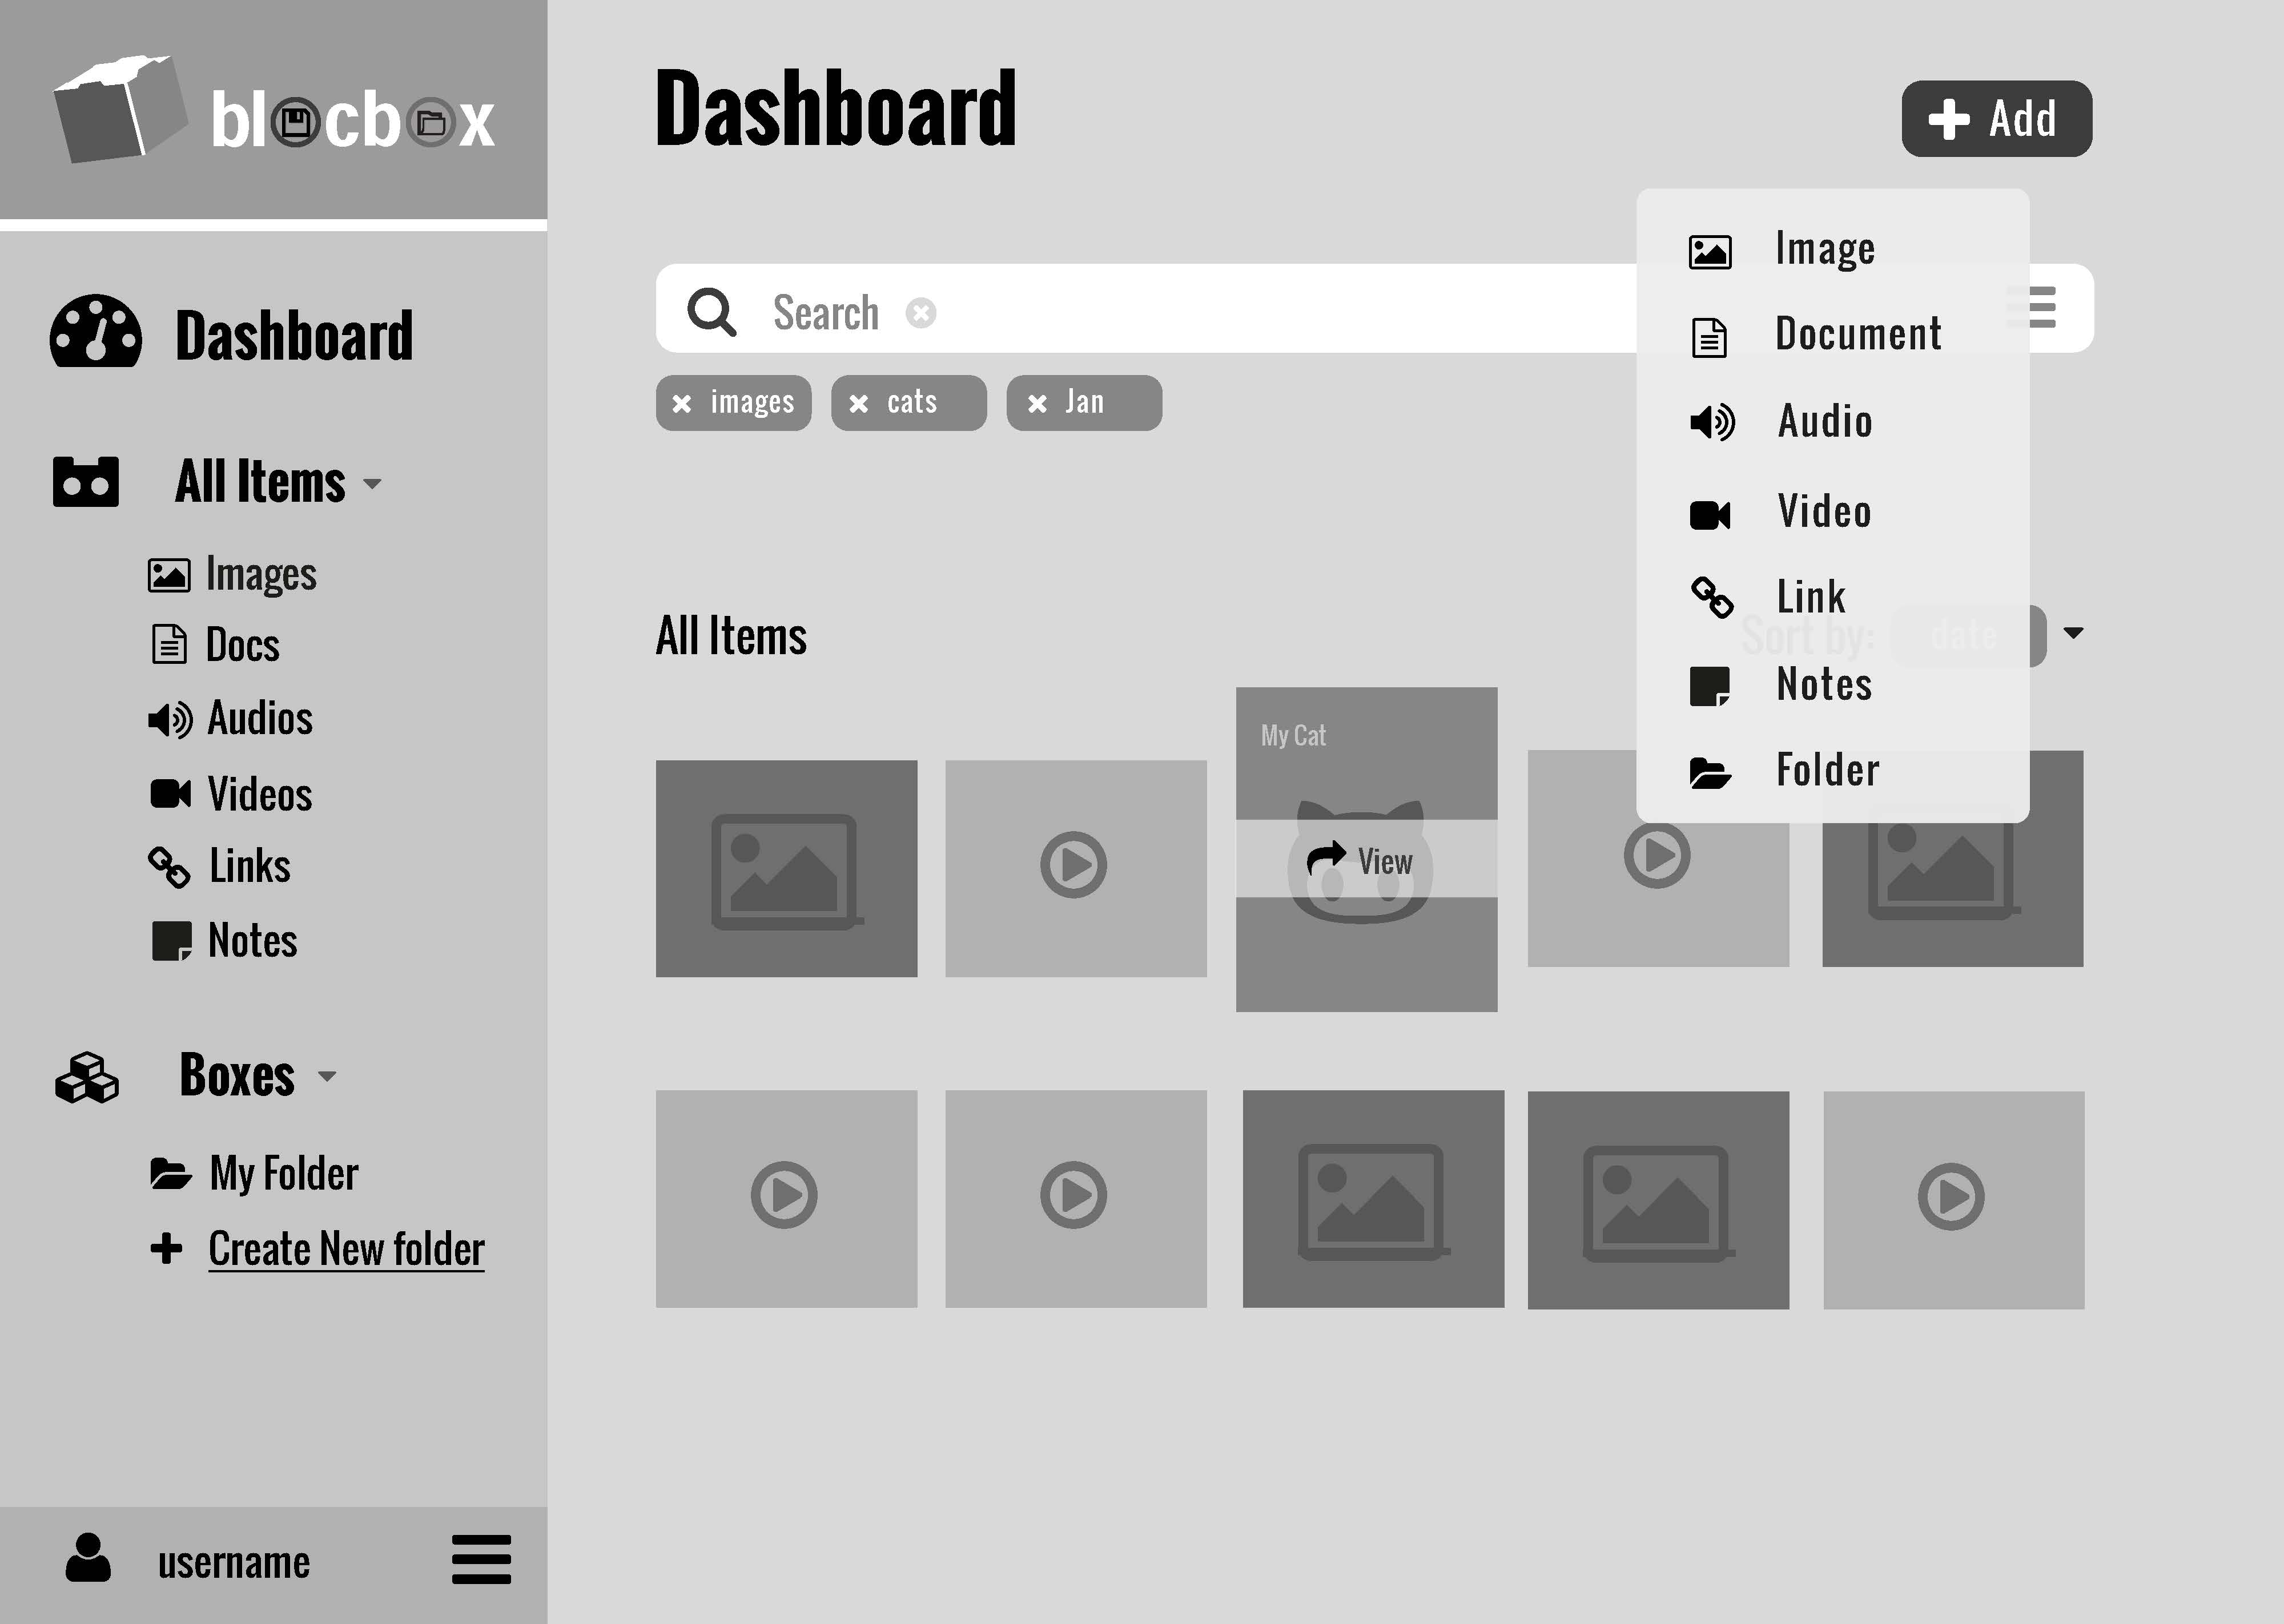 blocbox
Dashboard
All Items
Images
Docs
Audios
Videos
Links
Notes
Boxes
My Folder
Create New folder
username
Dashboard
Add
Search
images
cats
Jan
Image
Document
Audio
Video
Link
Notes
Folder
All Items
Sort by: date
My Cat
View